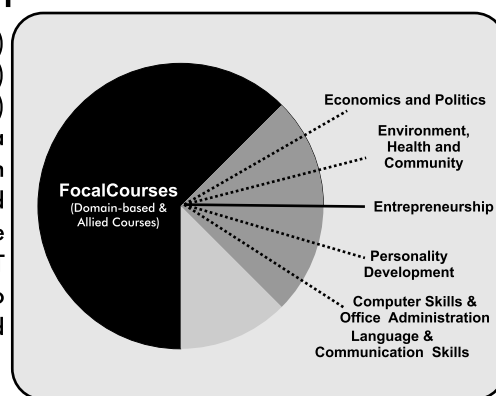 Economics and Politics
Environment,
Health and
Community
FocalCourses
(Domain-based &
Allied Courses)
Entrepreneurship
Personality
Development
Computer Skills &
Office Administration
Language &
Communication Skills